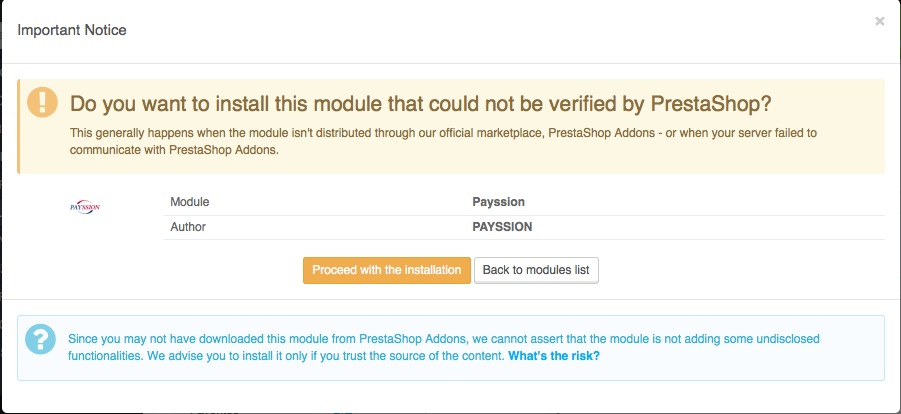 Important Notice
×
Do you want to install this module that could not be verified by PrestaShop?
This generally happens when the module isn't distributed through our official marketplace, PrestaShop Addons - or when your server failed to
communicate with PrestaShop Addons.
PAYSSION
Module Payssion
Author PAYSSION
Proceed with the installation Back to modules list
Since you may not have downloaded this module from PrestaShop Addons, we cannot assert that the module is not adding some undisclosed
functionalities. We advise you to install it only if you trust the source of the content. What's the risk?